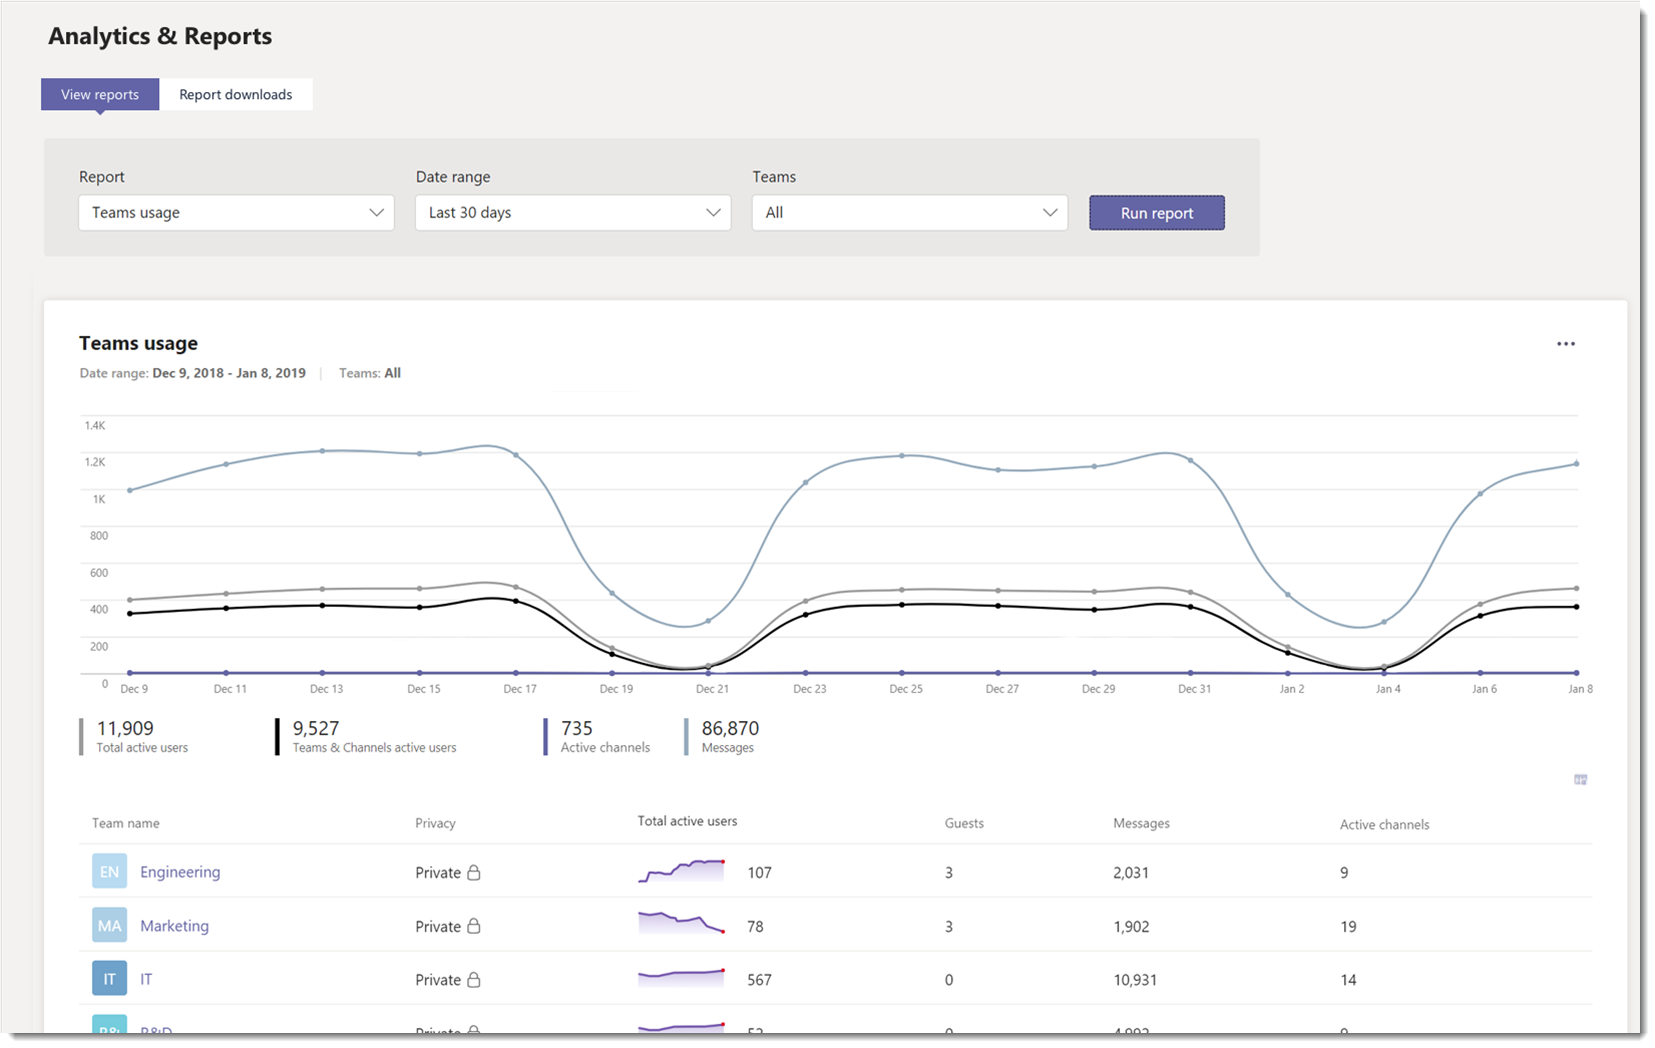 Analytics & Reports
View reports Report downloads
Report Date range Teams
Teams usage Last 30 days All Run report
Teams usage
Date range: Dec 9, 2018 - Jan 8, 2019 | Teams: All
1.4K
1.2K
1K
800
600
400
200
0
Dec 9 Dec 11 Dec 13 Dec 15 Dec 17 Dec 19 Dec 21 Dec 23 Dec 25 Dec 27 Dec 29 Dec 31 Jan 2 Jan 4 Jan 6 Jan 8
11,909 9,527 735 86,870
Total active users Teams & Channels active users Active channels Messages
Team name Privacy Total active users Guests Messages Active channels
EN Engineering Private 107 3 2,031 9
MA Marketing Private 78 3 1,902 19
IT IT Private 567 0 10,931 14
R&D Private